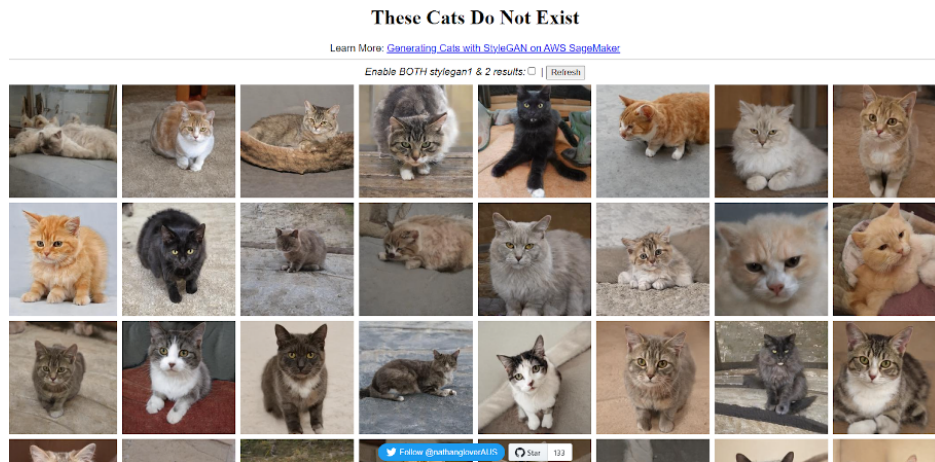 These Cats Do Not Exist
Learn More: Generating Cats with StyleGAN on AWS SageMaker
Enable BOTH stylegan1 & 2 results: | Refresh
Follow @nathangloverAUS
Star 133